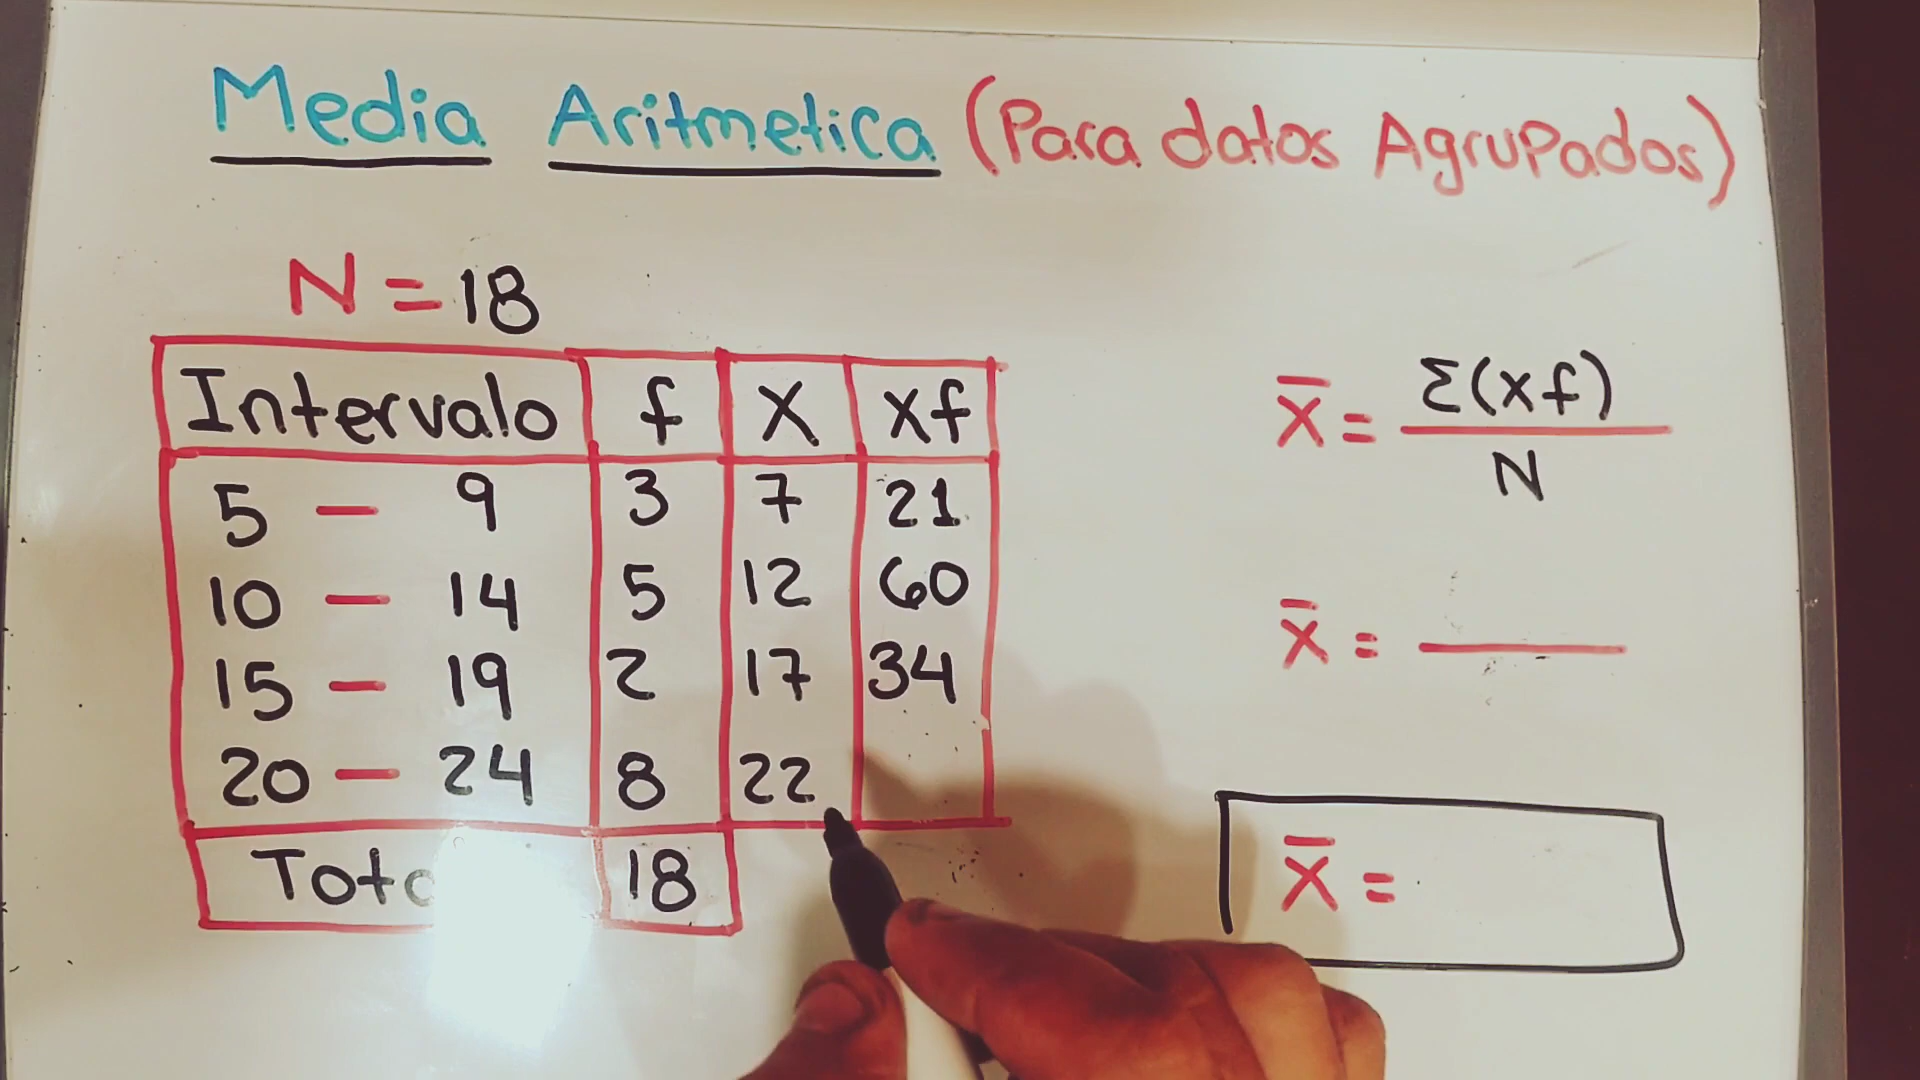 Media Aritmetica (Para datos Agrupados)
N = 18
Intervalo f X xf
5 — 9 3 7 21
10 — 14 5 12 60
15 — 19 2 17 34
20 — 24 8 22
18
x̄ = Σ(xf) / N
x̄ =
x̄ =